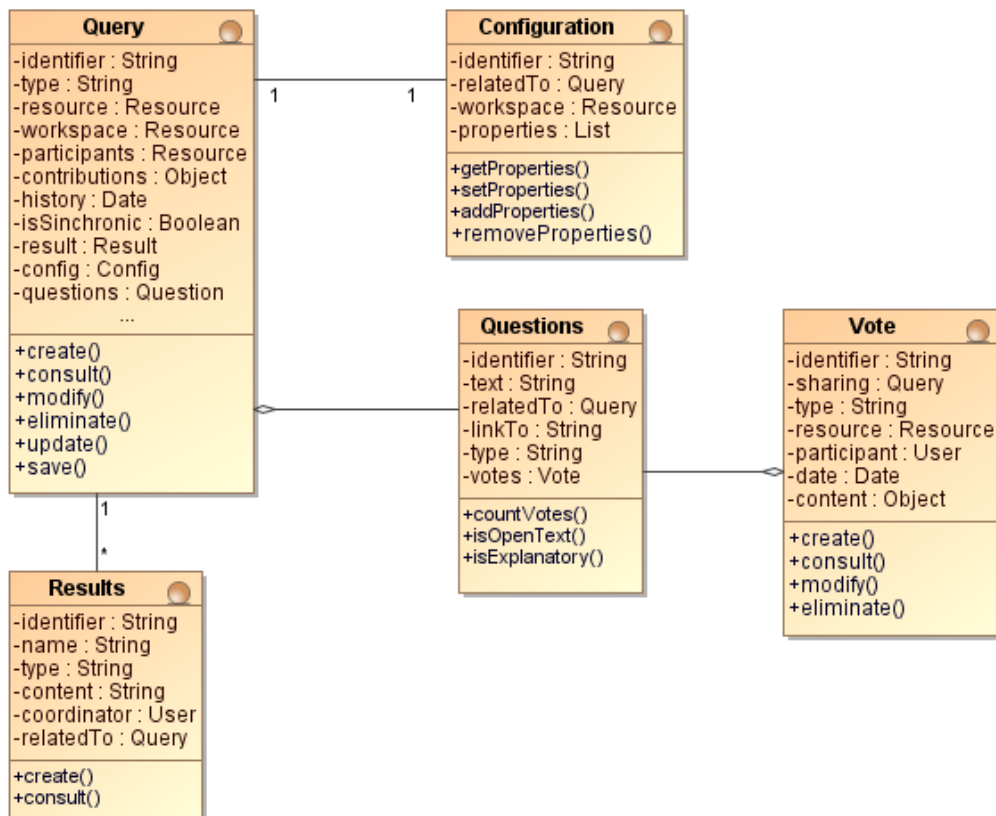 Query
-identifier : String
-type : String
-resource : Resource
-workspace : Resource
-participants : Resource
-contributions : Object
-history : Date
-isSinchronic : Boolean
-result : Result
-config : Config
-questions : Question
...
+create()
+consult()
+modify()
+eliminate()
+update()
+save()
1
1
Configuration
-identifier : String
-relatedTo : Query
-workspace : Resource
-properties : List
+getProperties()
+setProperties()
+addProperties()
+removeProperties()
Questions
-identifier : String
-text : String
-relatedTo : Query
-linkTo : String
-type : String
-votes : Vote
+countVotes()
+isOpenText()
+isExplanatory()
Vote
-identifier : String
-sharing : Query
-type : String
-resource : Resource
-participant : User
-date : Date
-content : Object
+create()
+consult()
+modify()
+eliminate()
1
*
Results
-identifier : String
-name : String
-type : String
-content : String
-coordinator : User
-relatedTo : Query
+create()
+consult()